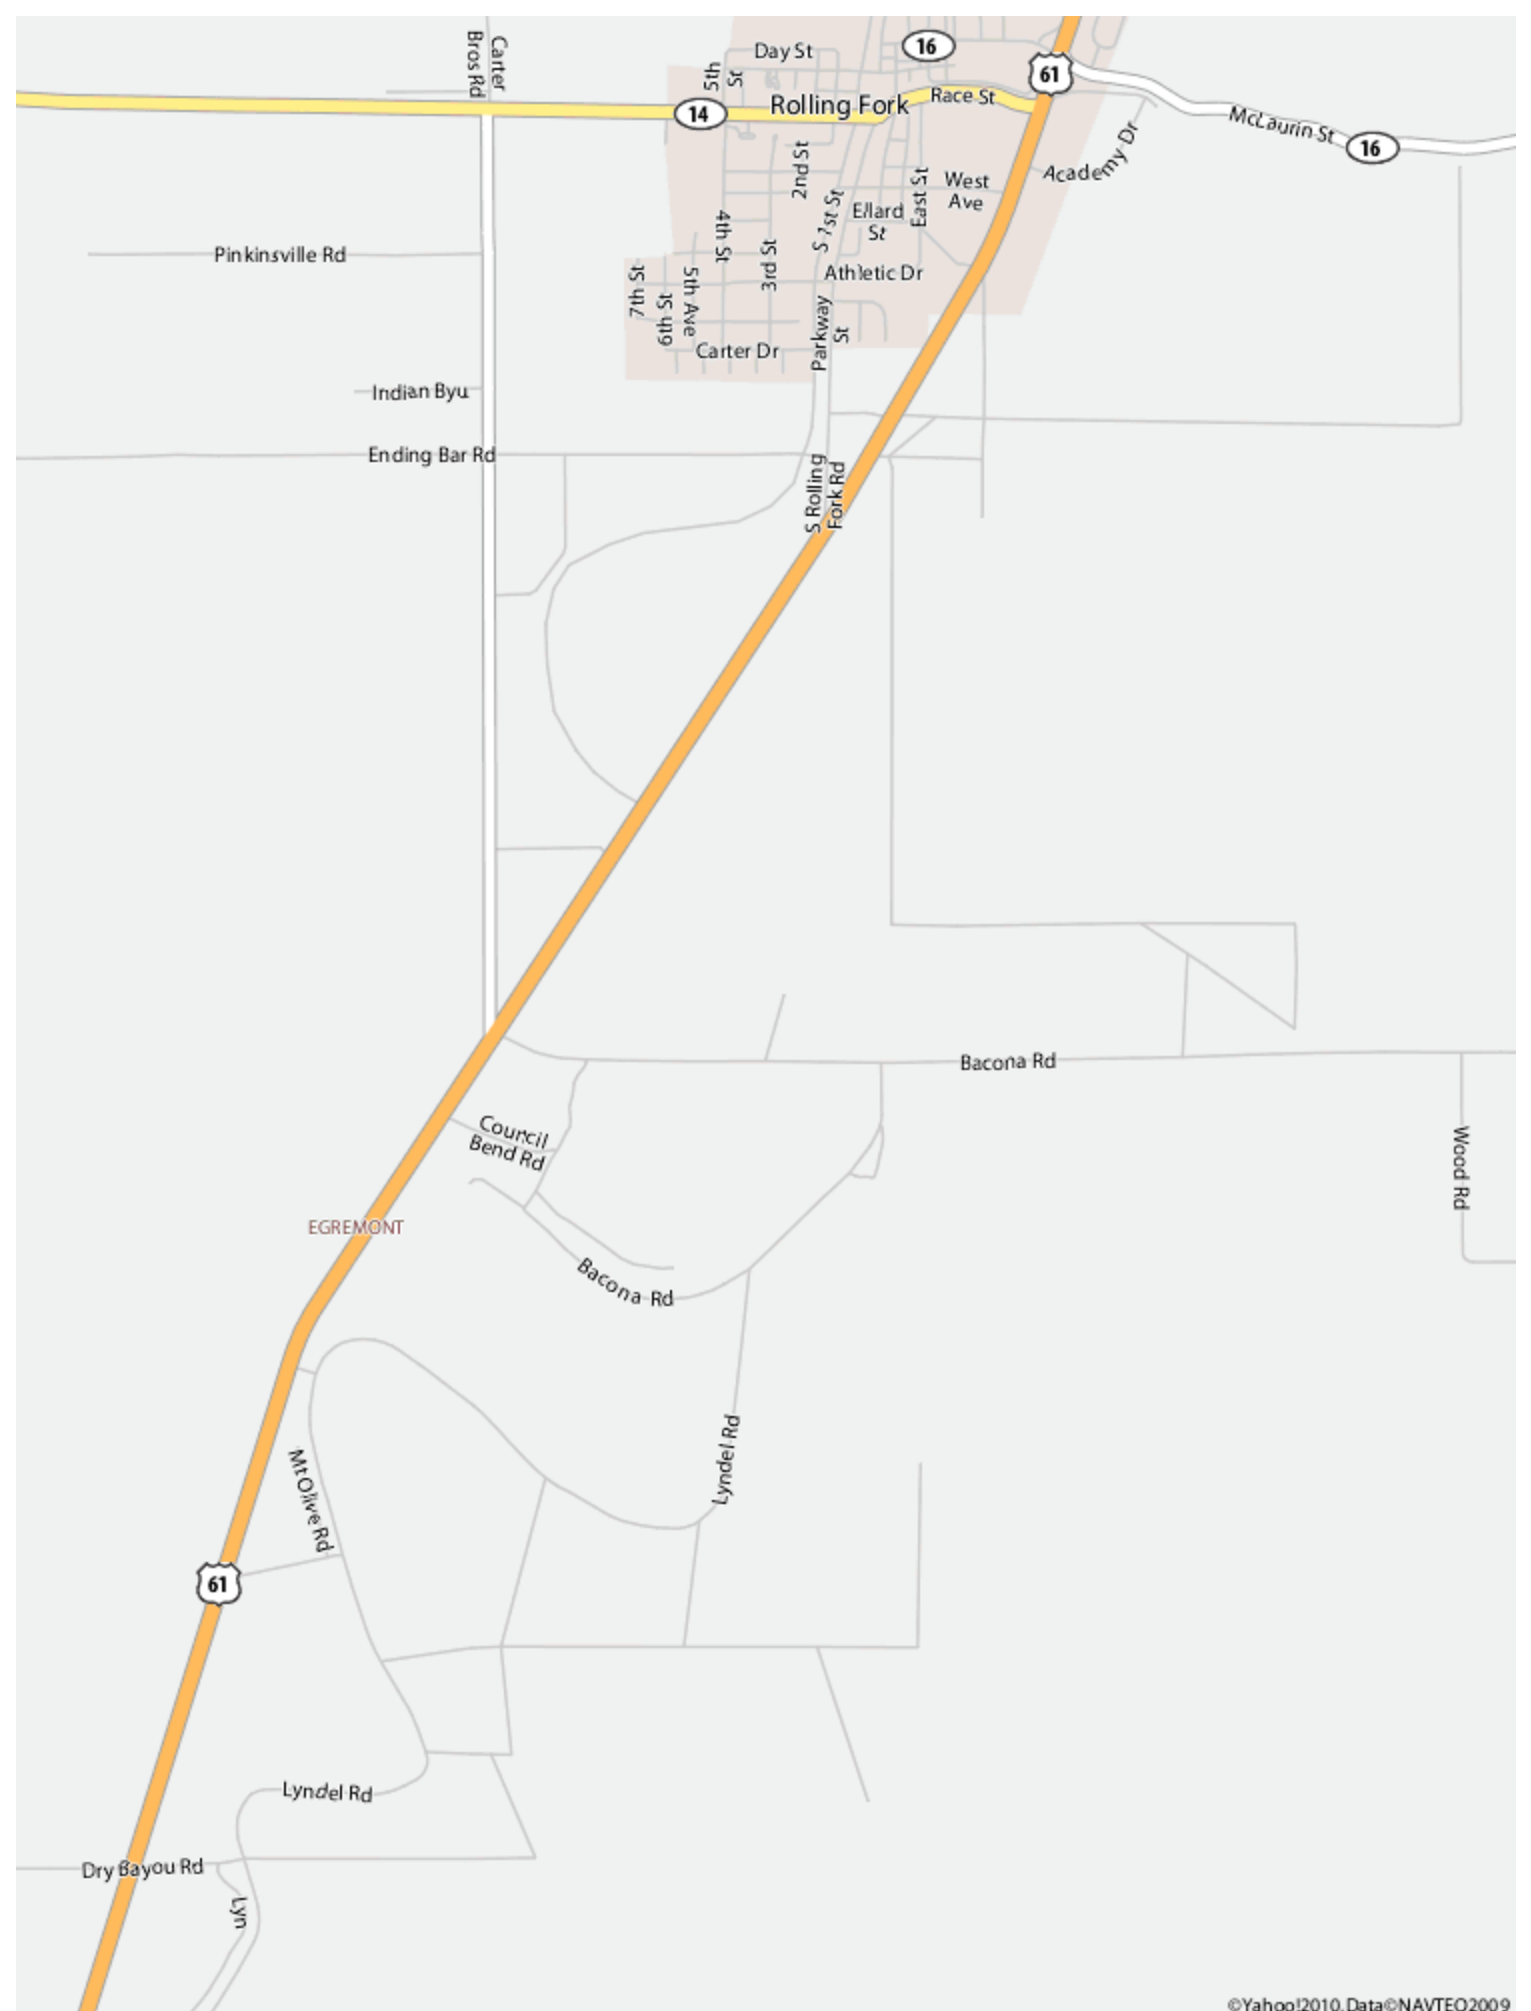 Carter
Bros Rd
Day St
16
61
5th
St
Rolling Fork
Race St
14
McLaurin St
16
Academy Dr
2nd St
West
Ave
East St
Ellard
St
S 1st St
4th St
3rd St
Pinkinsville Rd
Athletic Dr
7th St
6th St
5th Ave
Parkway
St
Carter Dr
Indian Byu
Ending Bar Rd
S Rolling
Fork Rd
Bacona Rd
Council
Bend Rd
Wood Rd
EGREMONT
Bacona Rd
Lyndel Rd
Mt Olive Rd
61
Lyndel Rd
Dry Bayou Rd
Lyn
©Yahoo!2010, Data©NAVTEQ2009